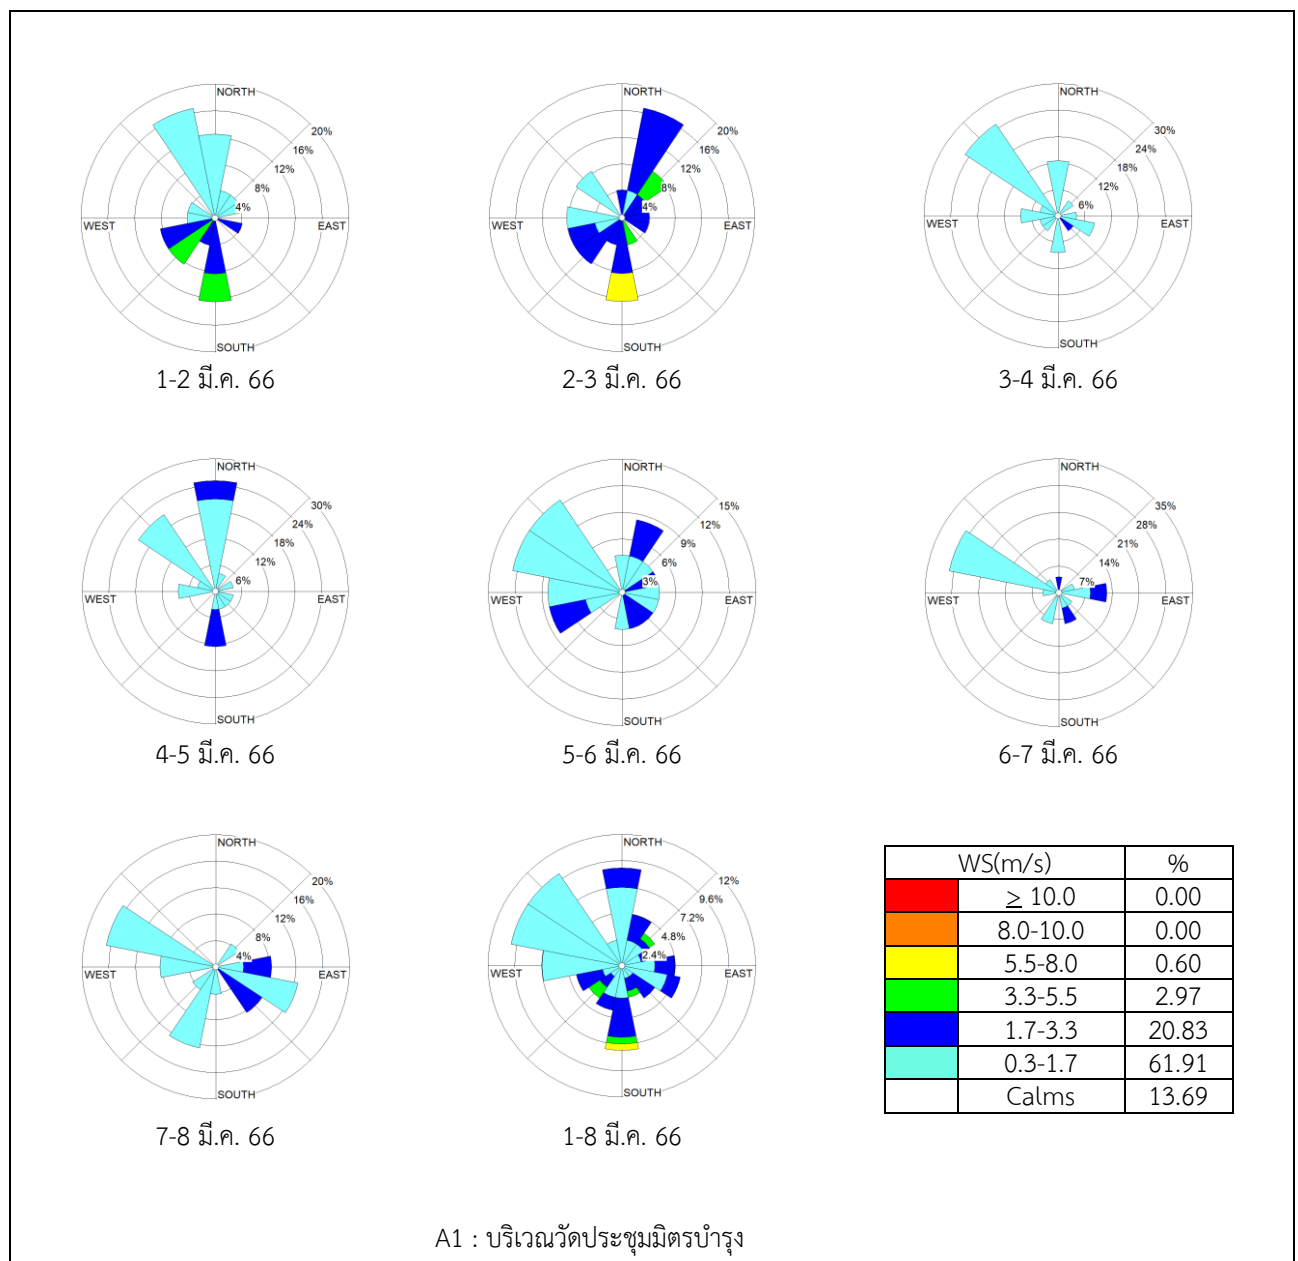 NORTH
20%
16%
12%
8%
4%
WEST
EAST
SOUTH
1-2 มี.ค. 66
NORTH
20%
16%
12%
8%
4%
WEST
EAST
SOUTH
2-3 มี.ค. 66
NORTH
30%
24%
18%
12%
6%
WEST
EAST
SOUTH
3-4 มี.ค. 66
NORTH
30%
24%
18%
12%
6%
WEST
EAST
SOUTH
4-5 มี.ค. 66
NORTH
15%
12%
9%
6%
3%
WEST
EAST
SOUTH
5-6 มี.ค. 66
NORTH
35%
28%
21%
14%
7%
WEST
EAST
SOUTH
6-7 มี.ค. 66
NORTH
20%
16%
12%
8%
4%
WEST
EAST
SOUTH
7-8 มี.ค. 66
NORTH
12%
9.6%
7.2%
4.8%
2.4%
WEST
EAST
SOUTH
1-8 มี.ค. 66
WS(m/s) %
≥ 10.0 0.00
8.0-10.0 0.00
5.5-8.0 0.60
3.3-5.5 2.97
1.7-3.3 20.83
0.3-1.7 61.91
Calms 13.69
A1 : บริเวณวัดประชุมมิตรบำรุง